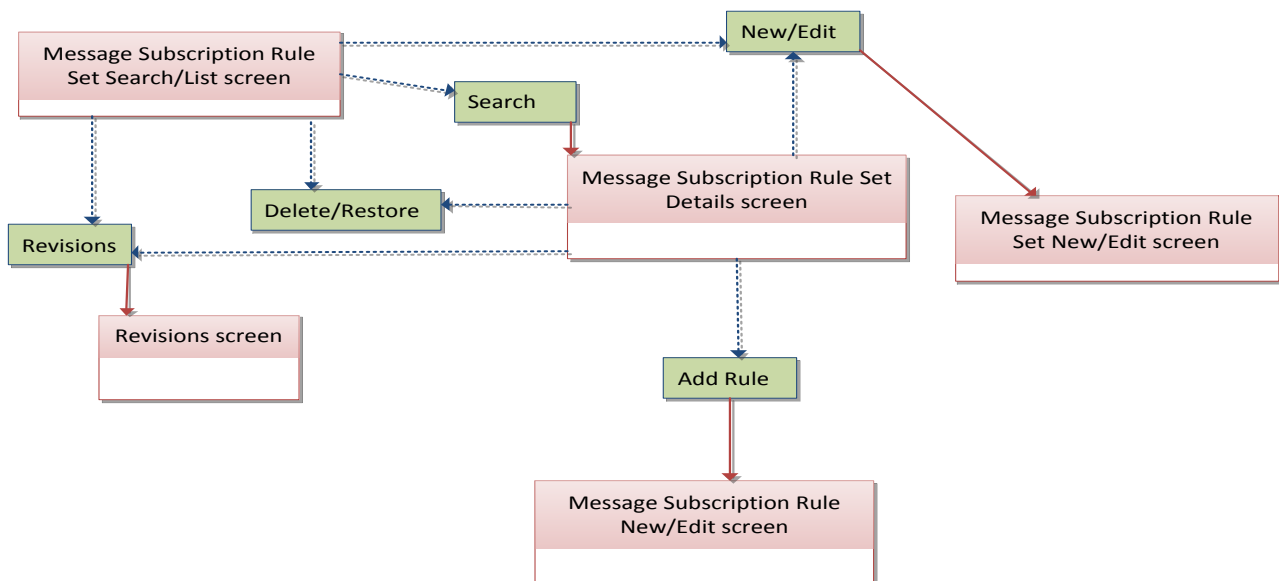 New/Edit
Message Subscription Rule
Set Search/List screen
Search
Message Subscription Rule Set
Details screen
Delete/Restore
Message Subscription Rule
Set New/Edit screen
Revisions
Revisions screen
Add Rule
Message Subscription Rule
New/Edit screen